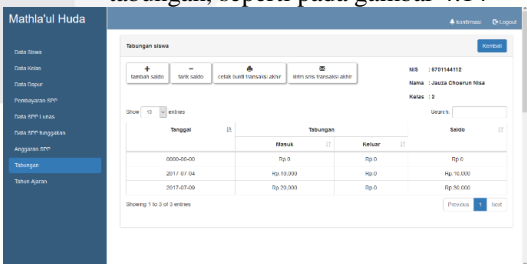 tabungan, seperti pada gambar 4.14
Mathla'ul Huda
konfirmasi Logout
Data Siswa
Data Kelas
Data Dapur
Pembayaran SPP
Data SPP Lunas
Data SPP tunggakan
Anggaran SPP
Tabungan
Tahun Ajaran
Tabungan siswa
Kembali
tambah saldo
tarik saldo
cetak bukti transaksi akhir
kirim sms transaksi akhir
NIS : 6701144112
Nama : Jauza Choerun Nisa
Kelas : 3
Show 10 entries
Search:
Tanggal Tabungan Saldo
Masuk Keluar
0000-00-00 Rp.0 Rp.0 Rp.0
2017-07-04 Rp.10,000 Rp.0 Rp.10,000
2017-07-09 Rp.20,000 Rp.0 Rp.30,000
Showing 1 to 3 of 3 entries
Previous 1 Next